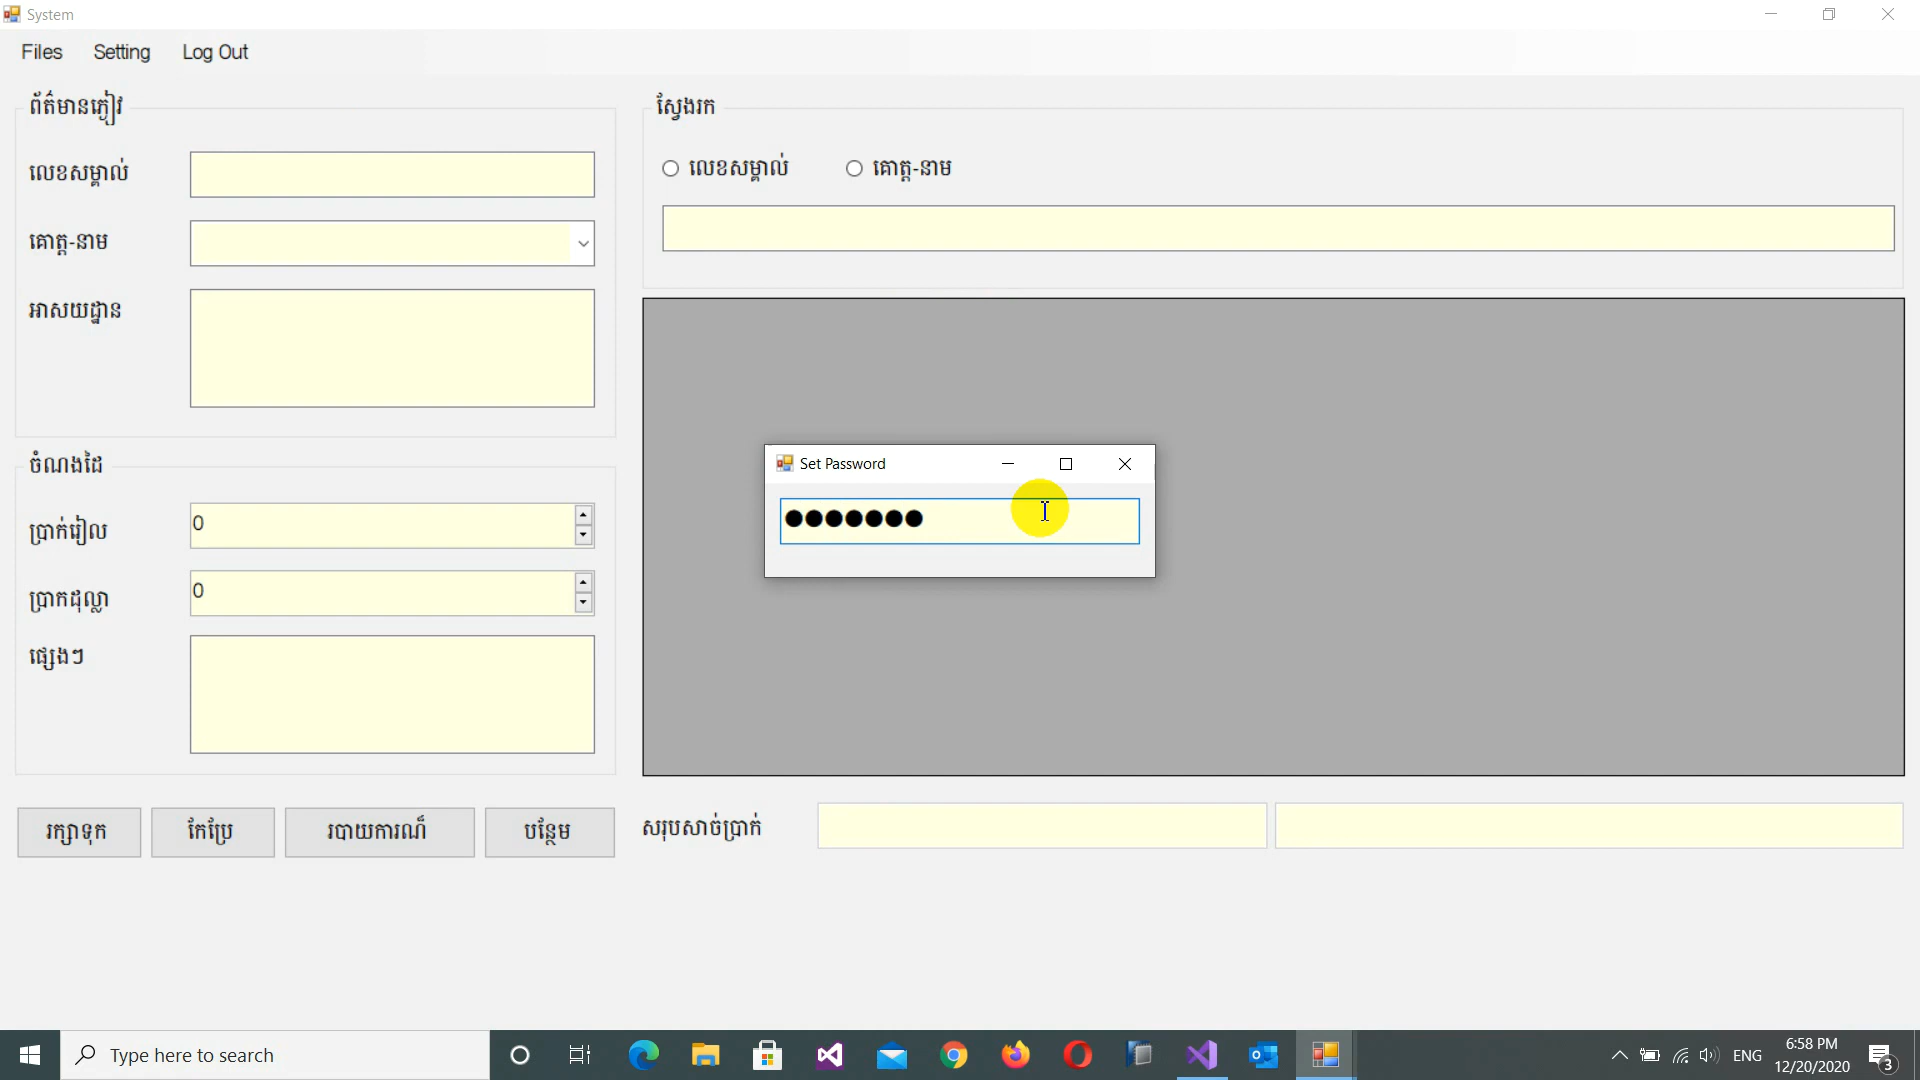 System
Files Setting Log Out
ព័ត៌មានភ្ញៀវ
លេខសម្គាល់
គោត្ត-នាម
អាសយដ្ឋាន
ចំណងដៃ
ប្រាក់រៀល
0
ប្រាកដុល្លា
0
ផ្សេងៗ
រក្សាទុក កែប្រែ របាយការណ៏ បន្ថែម
ស្វែងរក
លេខសម្គាល់ គោត្ត-នាម
Set Password
សរុបសាច់ប្រាក់
Type here to search
ENG
6:58 PM
12/20/2020
3